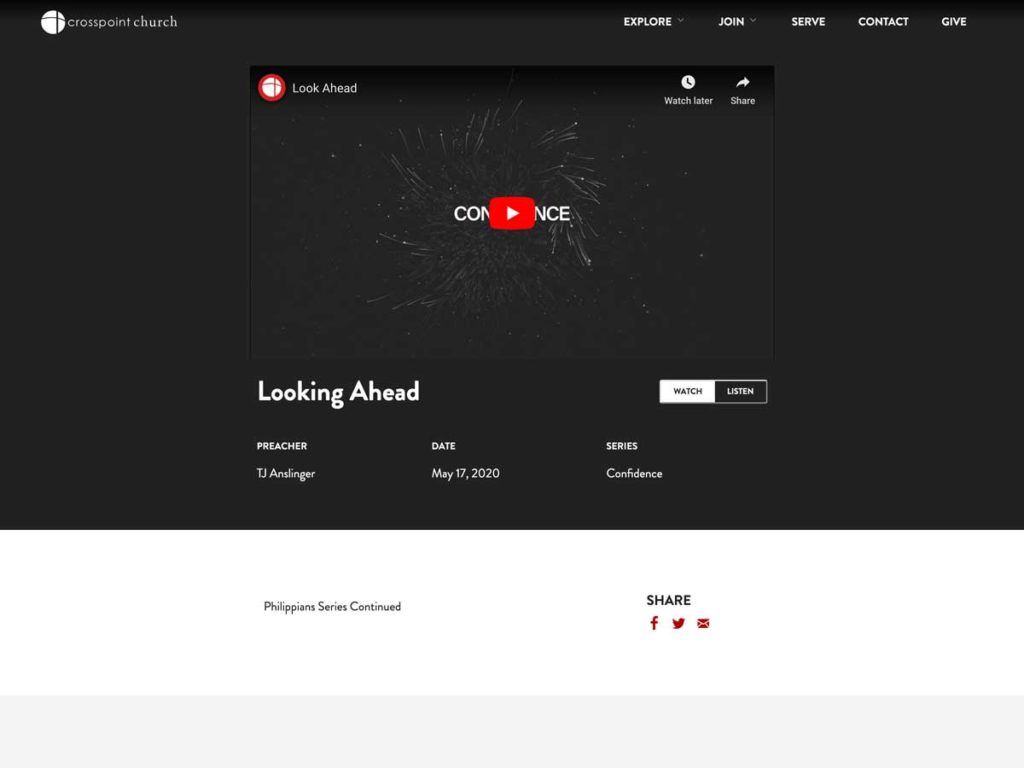 crosspoint church
EXPLORE JOIN SERVE CONTACT GIVE
Look Ahead
Watch later Share
CON NCE
Looking Ahead
WATCH LISTEN
PREACHER DATE SERIES
TJ Anslinger May 17, 2020 Confidence
Philippians Series Continued
SHARE